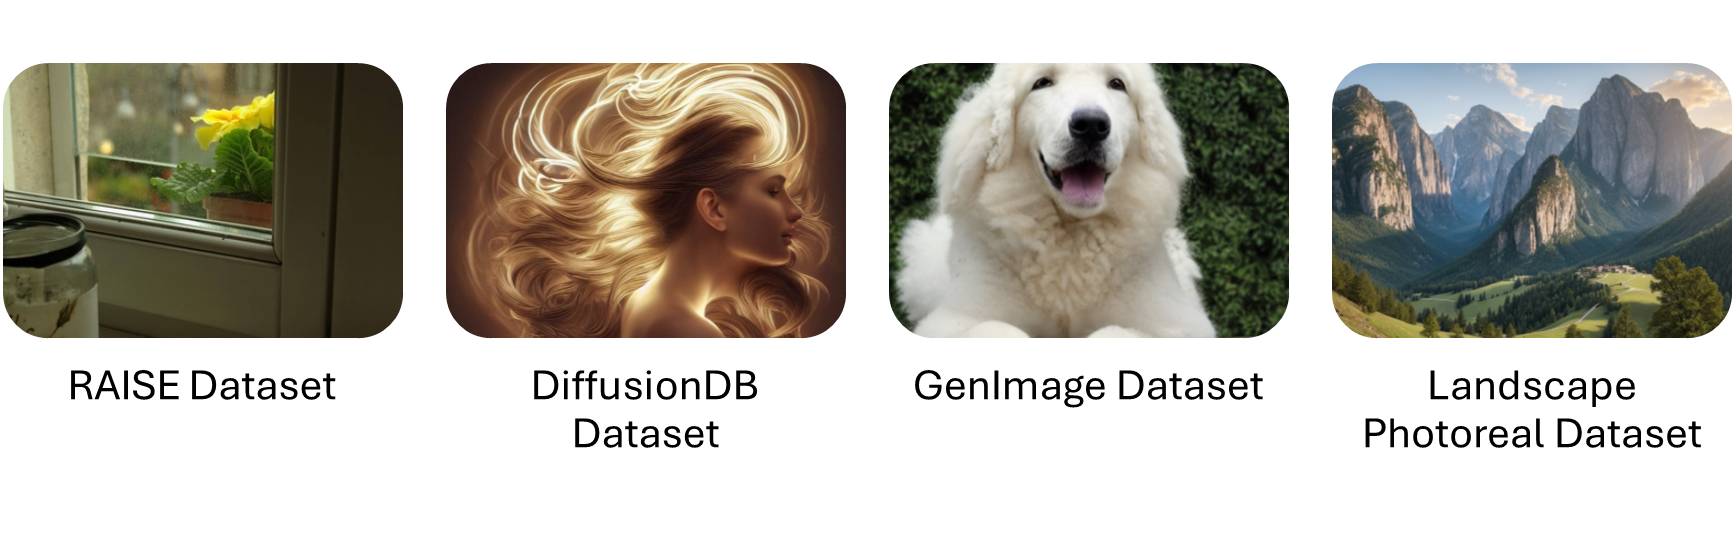 RAISE Dataset
DiffusionDB
Dataset
GenImage Dataset
Landscape
Photoreal Dataset